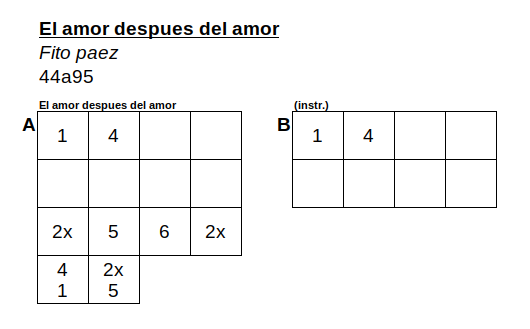 El amor despues del amor
Fito paez
44a95
El amor despues del amor
A 1 4
2x 5 6 2x
4 2x
1 5
(instr.)
B 1 4